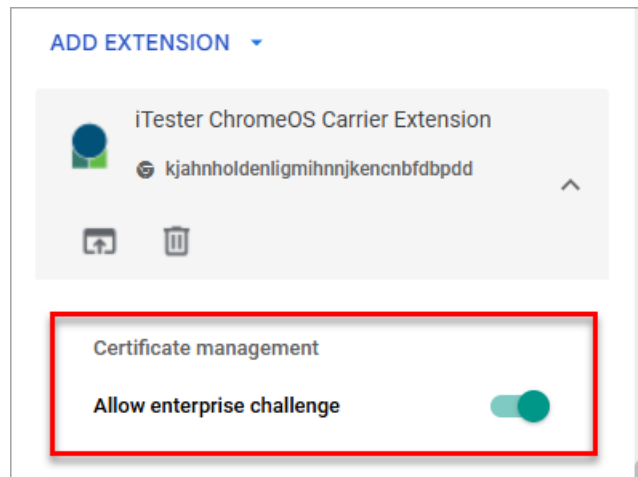 ADD EXTENSION
iTester ChromeOS Carrier Extension
kjahnholdenligmihnnjkencnbfdbpdd
Certificate management
Allow enterprise challenge